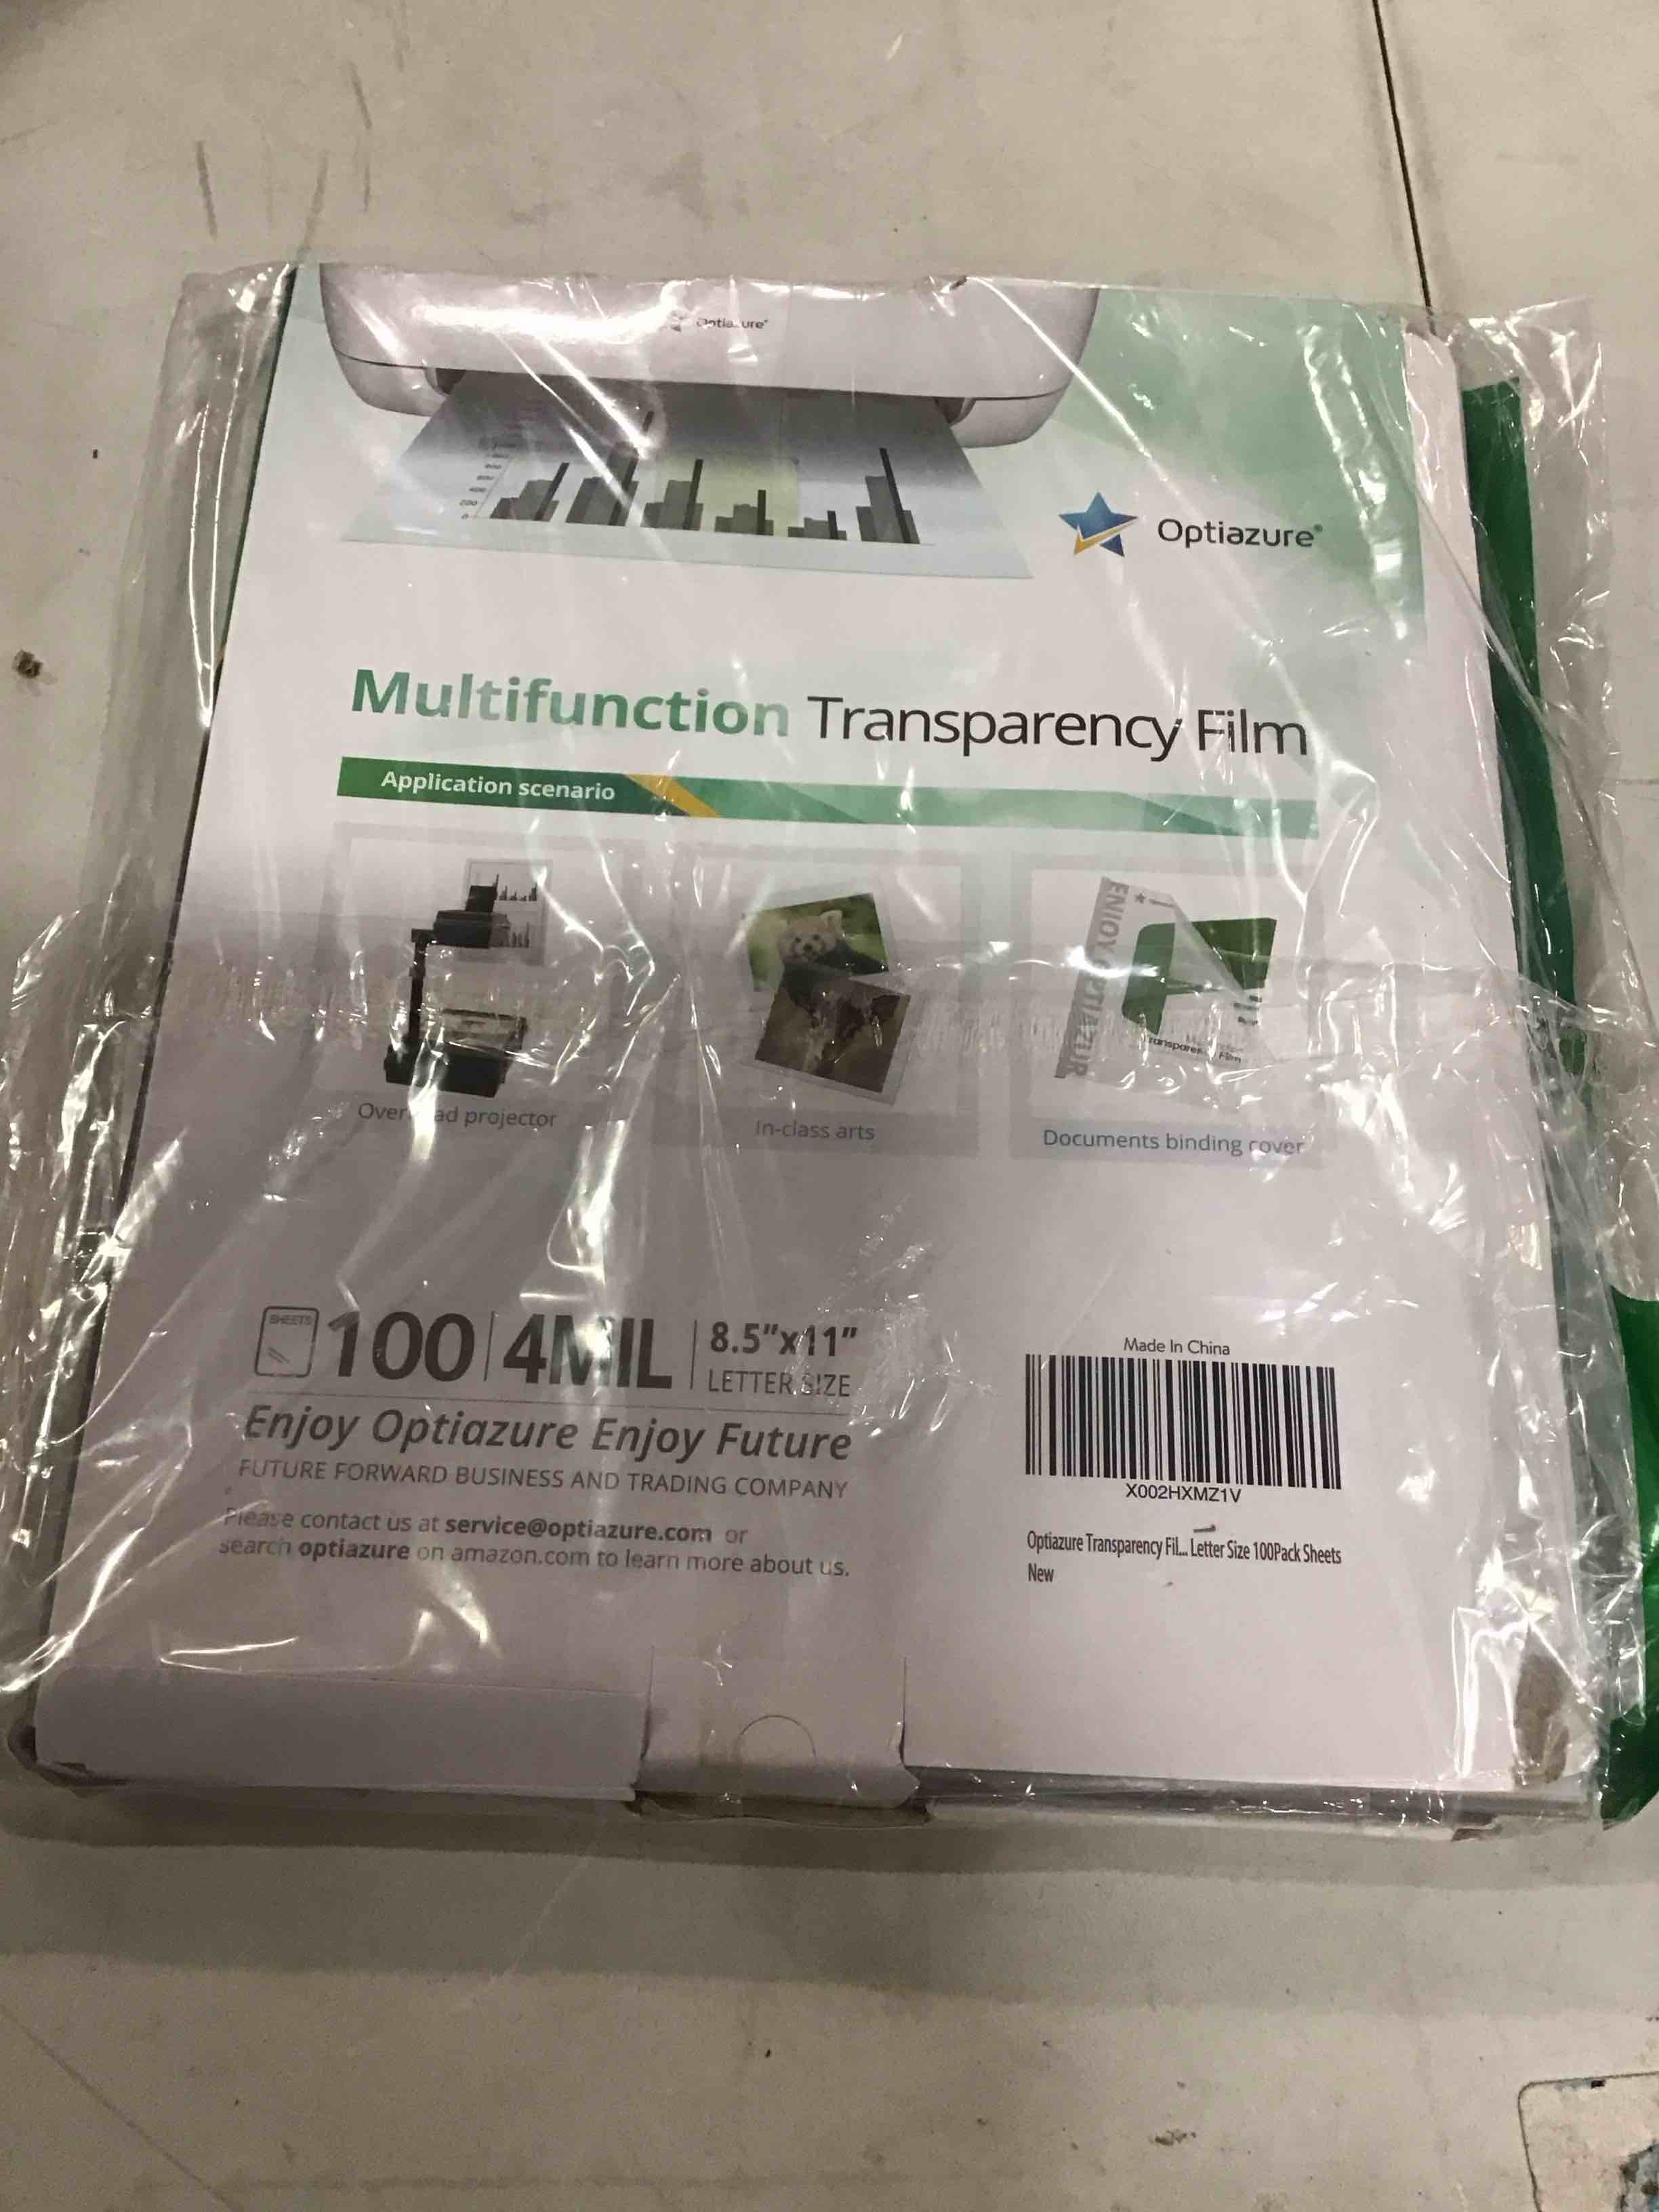 Optiazure®
Multifunction Transparency Film
Application scenario
ENJOY OPTIAZUR
Transparency Film
Overhead projector
In-class arts
Documents binding cover
SHEETS
100 | 4MIL | 8.5"x11"
LETTER SIZE
Enjoy Optiazure Enjoy Future
FUTURE FORWARD BUSINESS AND TRADING COMPANY
Please contact us at service@optiazure.com or
search optiazure on amazon.com to learn more about us.
Made In China
X002HXMZ1V
Optiazure Transparency Fil... Letter Size 100Pack Sheets
New